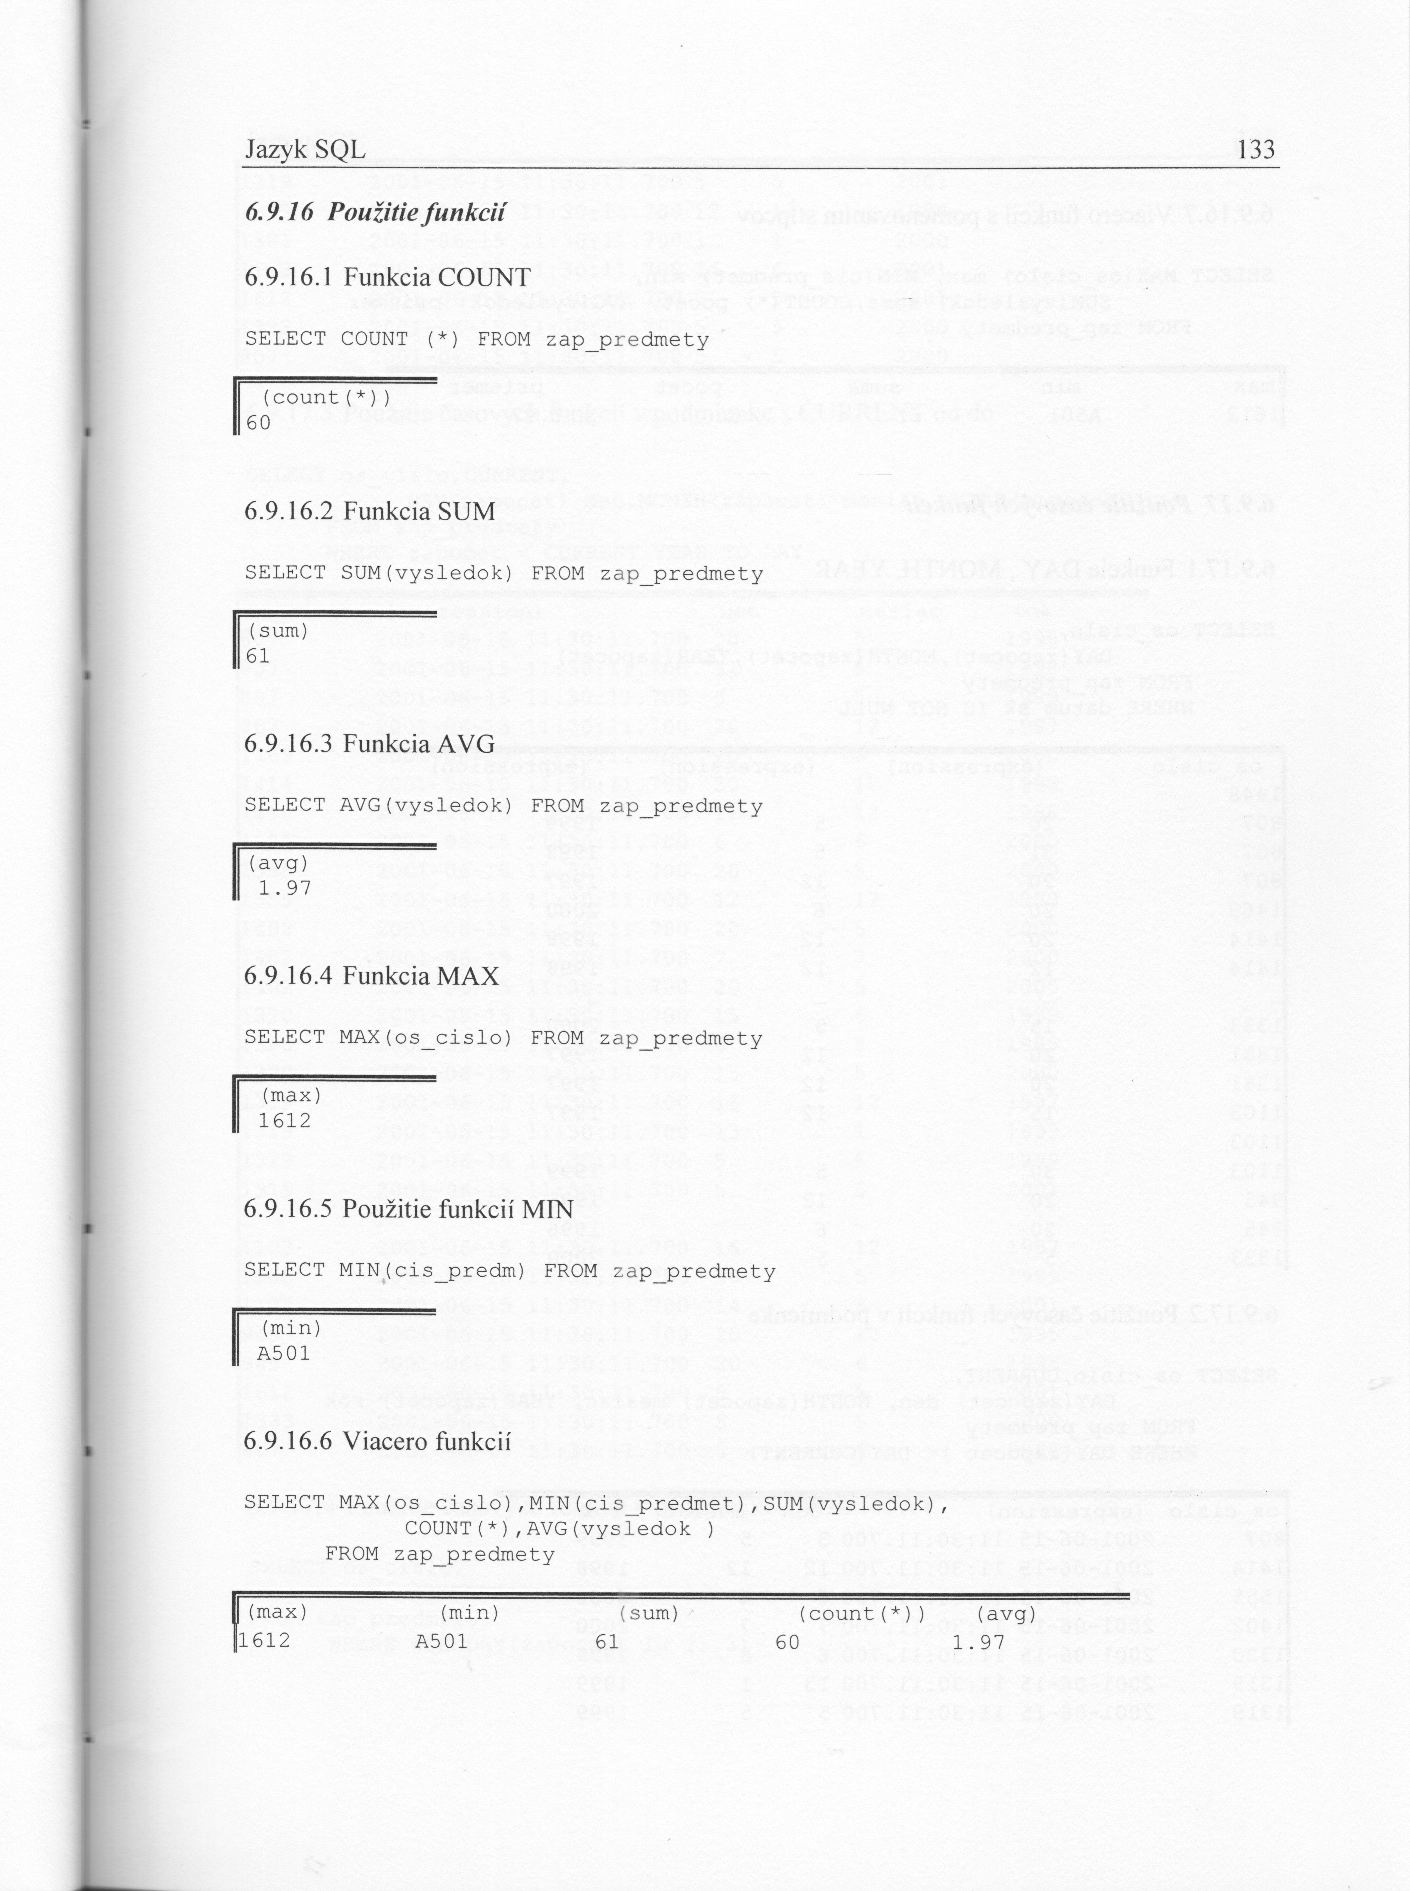 Jazyk SQL 133
6.9.16 Použitie funkcií
6.9.16.1 Funkcia COUNT
SELECT COUNT (*) FROM zap_predmety
(count(*))
60
6.9.16.2 Funkcia SUM
SELECT SUM(vysledok) FROM zap_predmety
(sum)
61
6.9.16.3 Funkcia AVG
SELECT AVG(vysledok) FROM zap_predmety
(avg)
1.97
6.9.16.4 Funkcia MAX
SELECT MAX(os_cislo) FROM zap_predmety
(max)
1612
6.9.16.5 Použitie funkcií MIN
SELECT MIN(cis_predm) FROM zap_predmety
(min)
A501
6.9.16.6 Viacero funkcií
SELECT MAX(os_cislo),MIN(cis_predmet),SUM(vysledok),
COUNT(*),AVG(vysledok )
FROM zap_predmety
(max) (min) (sum) (count(*)) (avg)
1612 A501 61 60 1.97